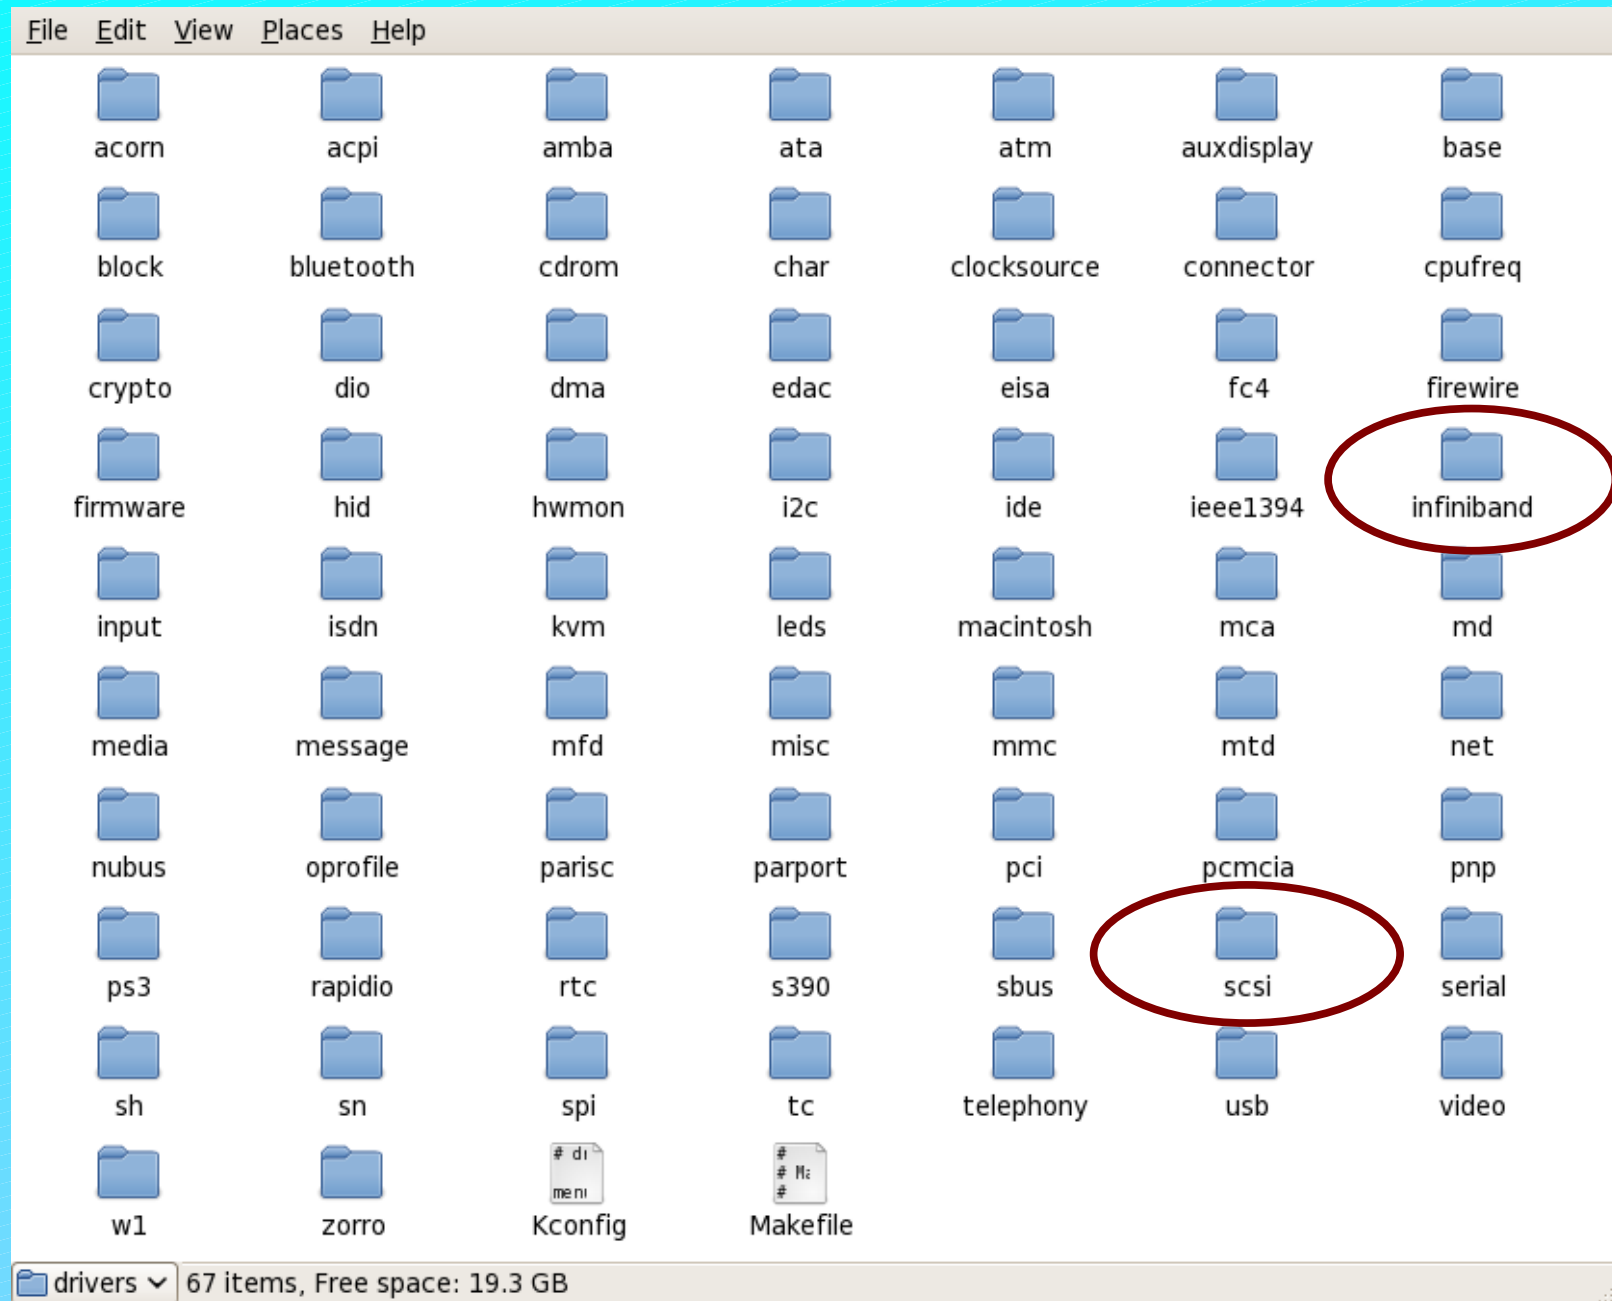 File Edit View Places Help
acorn acpi amba ata atm auxdisplay base
block bluetooth cdrom char clocksource connector cpufreq
crypto dio dma edac eisa fc4 firewire
firmware hid hwmon i2c ide ieee1394 infiniband
input isdn kvm leds macintosh mca md
media message mfd misc mmc mtd net
nubus oprofile parisc parport pci pcmcia pnp
ps3 rapidio rtc s390 sbus scsi serial
sh sn spi tc telephony usb video
# di #
# Ma
menu #
w1 zorro Kconfig Makefile
drivers 67 items, Free space: 19.3 GB